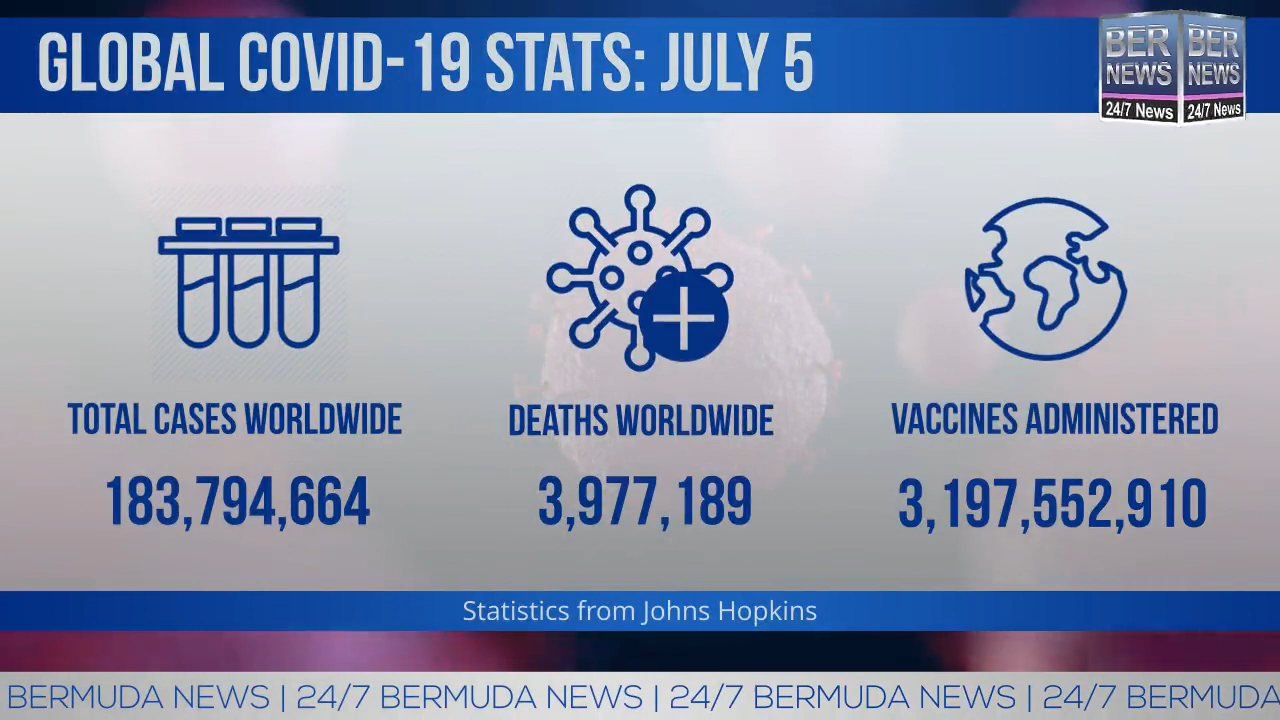 GLOBAL COVID-19 STATS: JULY 5
BER NEWS 24/7 News
BER NEWS 24/7 News
TOTAL CASES WORLDWIDE
183,794,664
DEATHS WORLDWIDE
3,977,189
VACCINES ADMINISTERED
3,197,552,910
Statistics from Johns Hopkins
BERMUDA NEWS | 24/7 BERMUDA NEWS | 24/7 BERMUDA NEWS | 24/7 BERMUDA